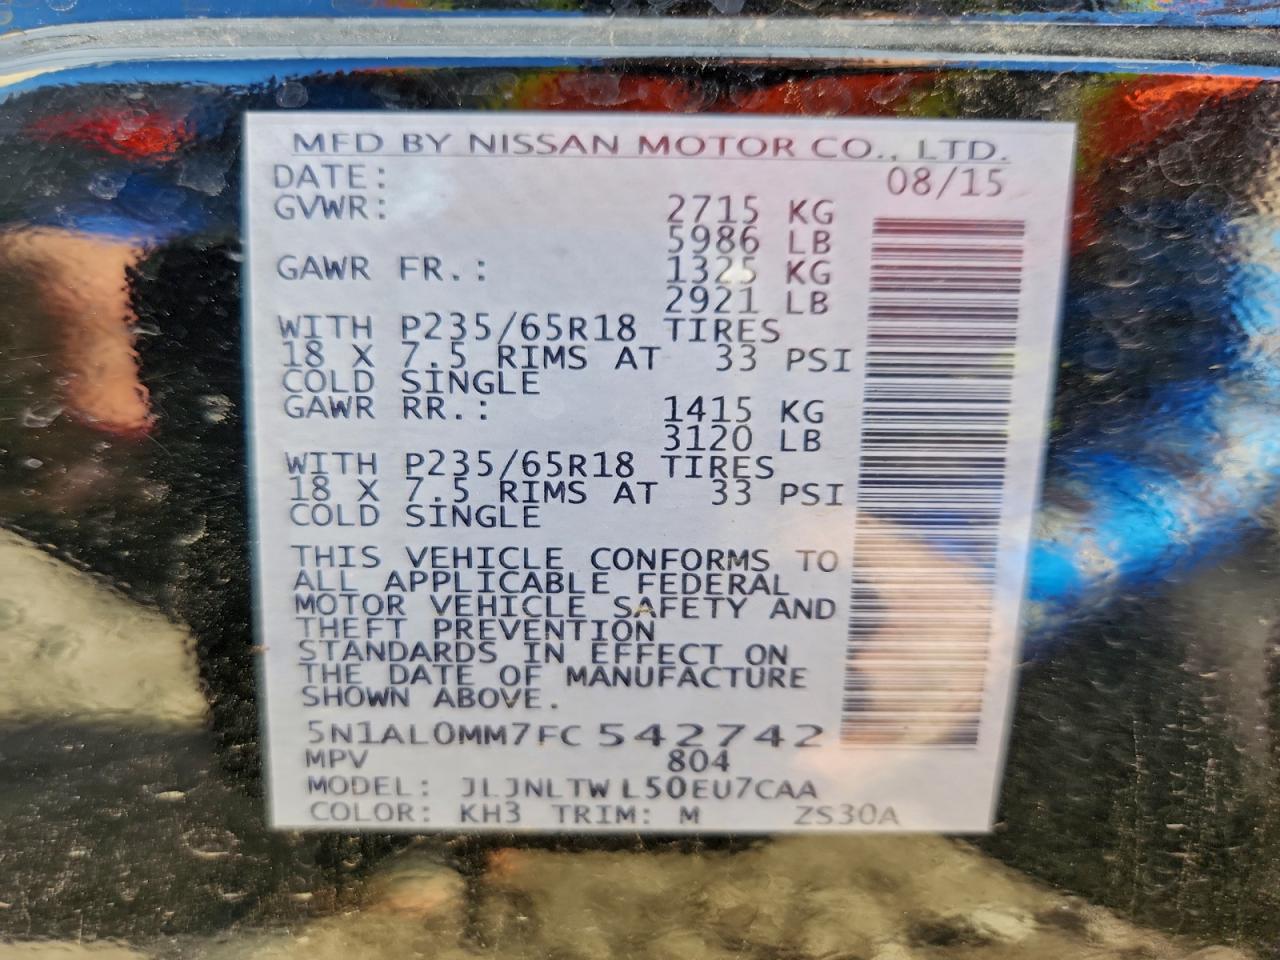 MFD BY NISSAN MOTOR CO., LTD.
DATE: 08/15
GVWR: 2715 KG
5986 LB
GAWR FR.: 1325 KG
2921 LB
WITH P235/65R18 TIRES
18 X 7.5 RIMS AT 33 PSI
COLD SINGLE
GAWR RR.: 1415 KG
3120 LB
WITH P235/65R18 TIRES
18 X 7.5 RIMS AT 33 PSI
COLD SINGLE
THIS VEHICLE CONFORMS TO
ALL APPLICABLE FEDERAL
MOTOR VEHICLE SAFETY AND
THEFT PREVENTION
STANDARDS IN EFFECT ON
THE DATE OF MANUFACTURE
SHOWN ABOVE.
5N1AL0MM7FC542742
MPV 804
MODEL: JLJNLTWL50EU7CAA
COLOR: KH3 TRIM: M ZS30A